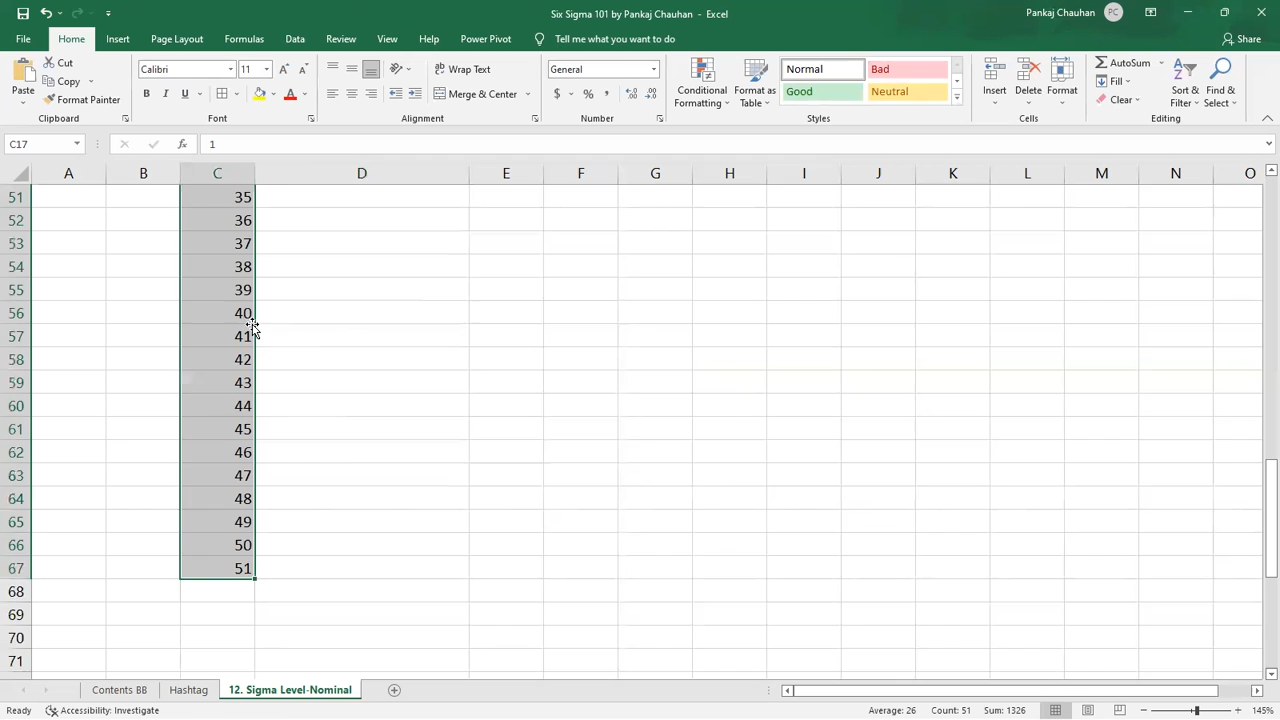 Six Sigma 101 by Pankaj Chauhan - Excel
Pankaj Chauhan PC
File Home Insert Page Layout Formulas Data Review View Help Power Pivot Tell me what you want to do Share
Paste
Cut
Copy
Format Painter
Clipboard
Calibri 11
B I U
Font
Wrap Text
Merge & Center
Alignment
General
$ % ,
Number
Conditional Formatting
Format as Table
Normal Bad
Good Neutral
Styles
Insert Delete Format
Cells
AutoSum
Fill
Clear
Sort & Filter
Find & Select
Editing
C17 fx 1
A B C D E F G H I J K L M N O
51 35
52 36
53 37
54 38
55 39
56 40
57 41
58 42
59 43
60 44
61 45
62 46
63 47
64 48
65 49
66 50
67 51
68
69
70
71
Contents BB Hashtag 12. Sigma Level-Nominal
Ready Accessibility: Investigate Average: 26 Count: 51 Sum: 1326 145%